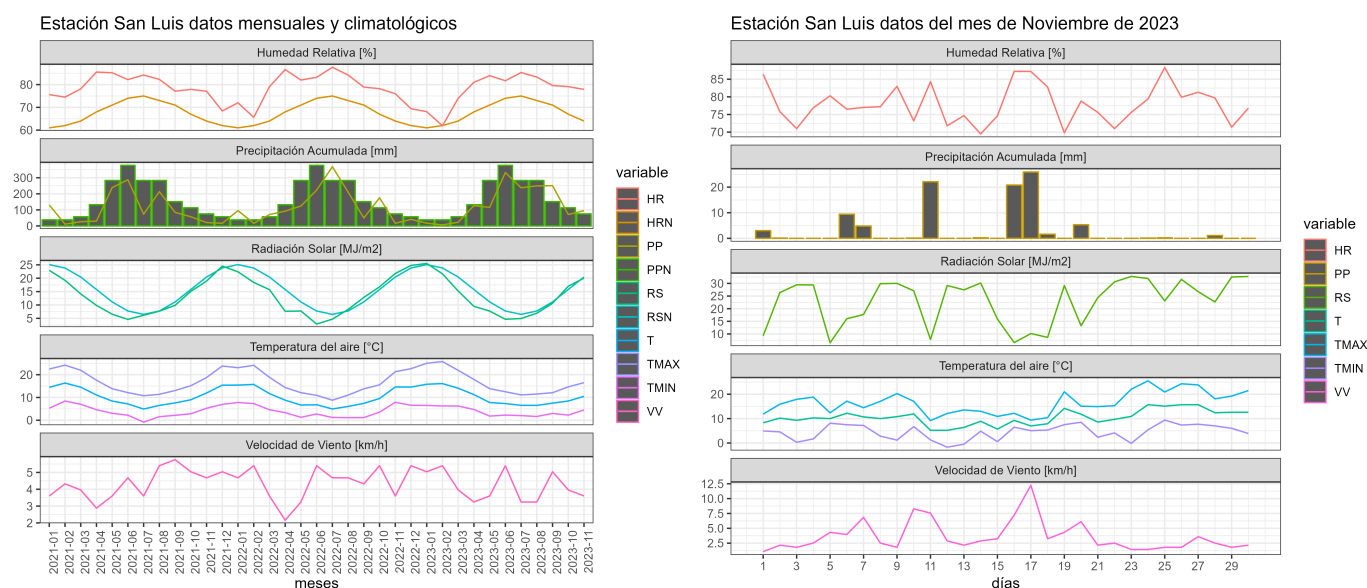 Estación San Luis datos mensuales y climatológicos
Humedad Relativa [%]
80
70
60
Precipitación Acumulada [mm]
300
200
100
0
Radiación Solar [MJ/m2]
25
20
15
10
5
Temperatura del aire [°C]
20
10
0
Velocidad de Viento [km/h]
5
4
3
2
2021-01
2021-02
2021-03
2021-04
2021-05
2021-06
2021-07
2021-08
2021-09
2021-10
2021-11
2021-12
2022-01
2022-02
2022-03
2022-04
2022-05
2022-06
2022-07
2022-08
2022-09
2022-10
2022-11
2022-12
2023-01
2023-02
2023-03
2023-04
2023-05
2023-06
2023-07
2023-08
2023-09
2023-10
2023-11
meses
variable
HR
HRN
PP
PPN
RS
RSN
T
TMAX
TMIN
VV
Estación San Luis datos del mes de Noviembre de 2023
Humedad Relativa [%]
85
80
75
70
Precipitación Acumulada [mm]
20
10
0
Radiación Solar [MJ/m2]
30
25
20
15
10
Temperatura del aire [°C]
20
10
0
Velocidad de Viento [km/h]
12.5
10.0
7.5
5.0
2.5
1 3 5 7 9 11 13 15 17 19 21 23 25 27 29
días
variable
HR
PP
RS
T
TMAX
TMIN
VV